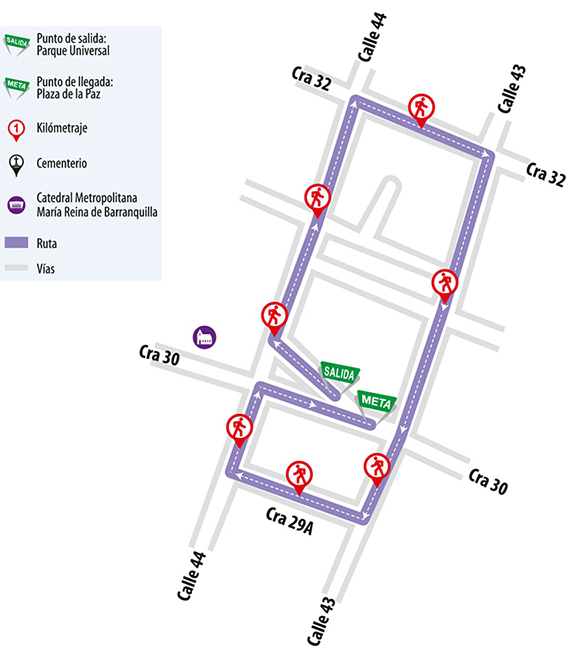 SALIDA
Punto de salida:
Parque Universal
META
Punto de llegada:
Plaza de la Paz
1
Kilómetraje
Cementerio
Catedral Metropolitana
María Reina de Barranquilla
Ruta
Vías
Calle 44
Cra 32
Calle 43
Cra 32
Cra 30
SALIDA
META
Cra 30
Cra 29A
Calle 44
Calle 43